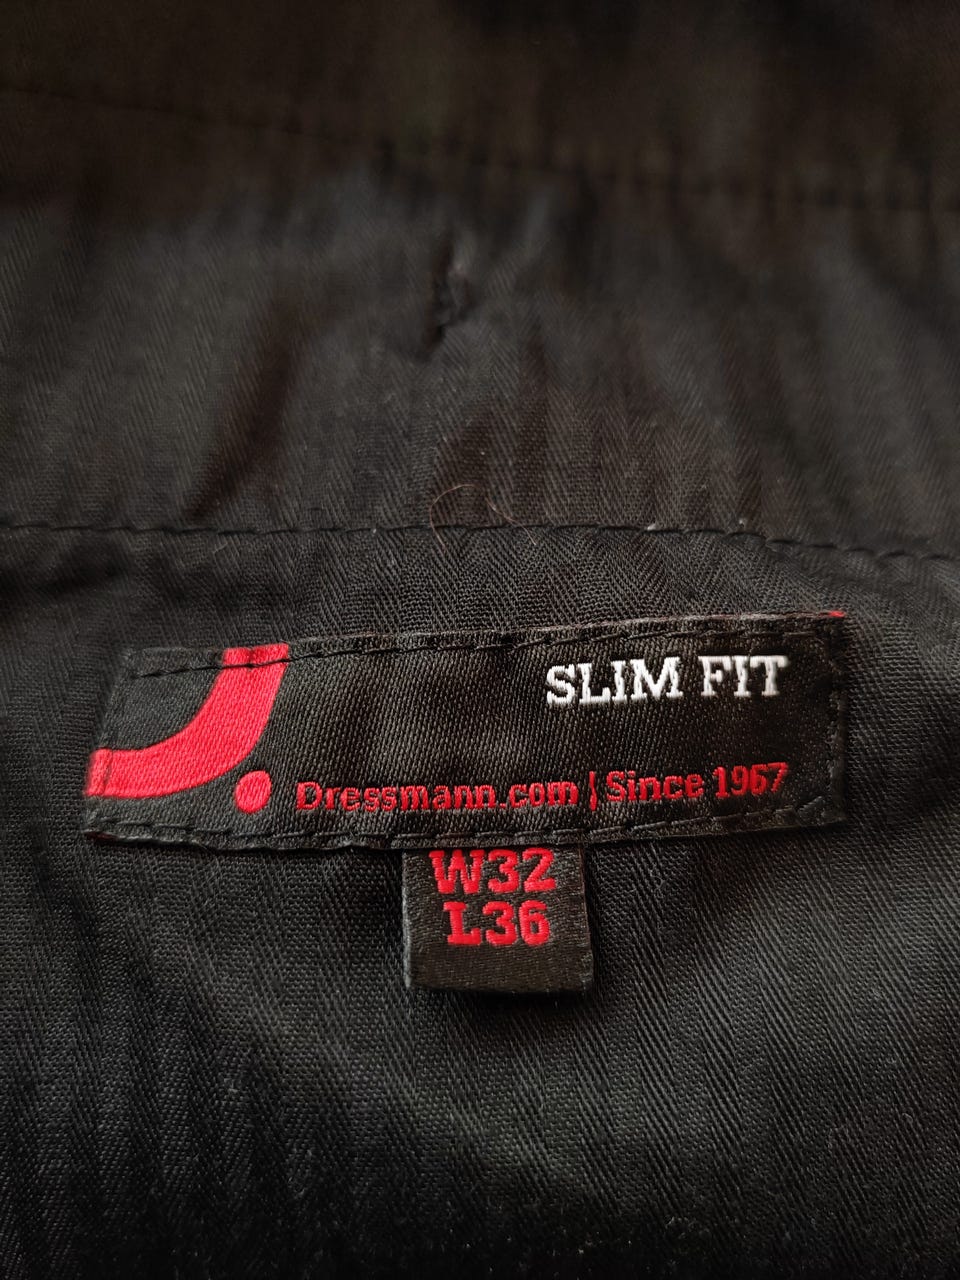 SLIM FIT
Dressmann.com | Since 1967
W32
L36